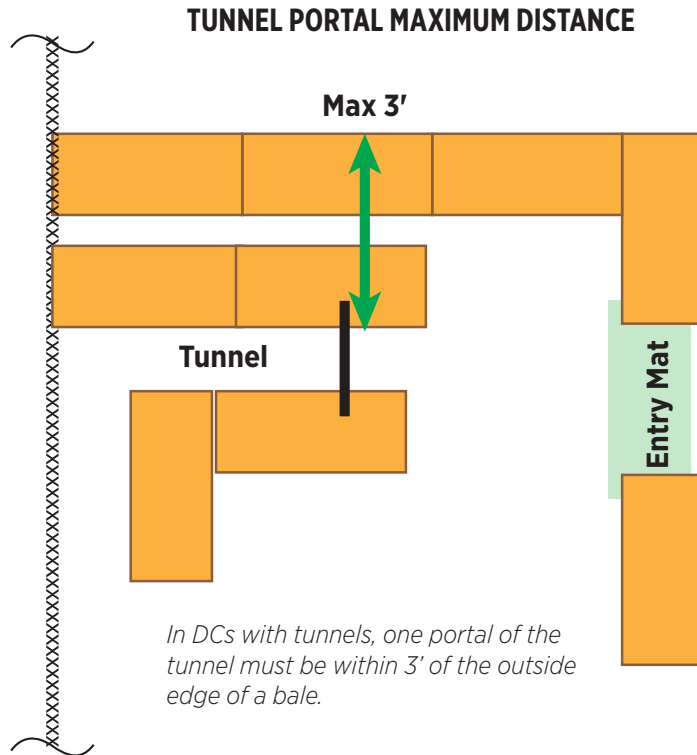 TUNNEL PORTAL MAXIMUM DISTANCE
Max 3'
Tunnel
Entry Mat
In DCs with tunnels, one portal of the
tunnel must be within 3’ of the outside
edge of a bale.